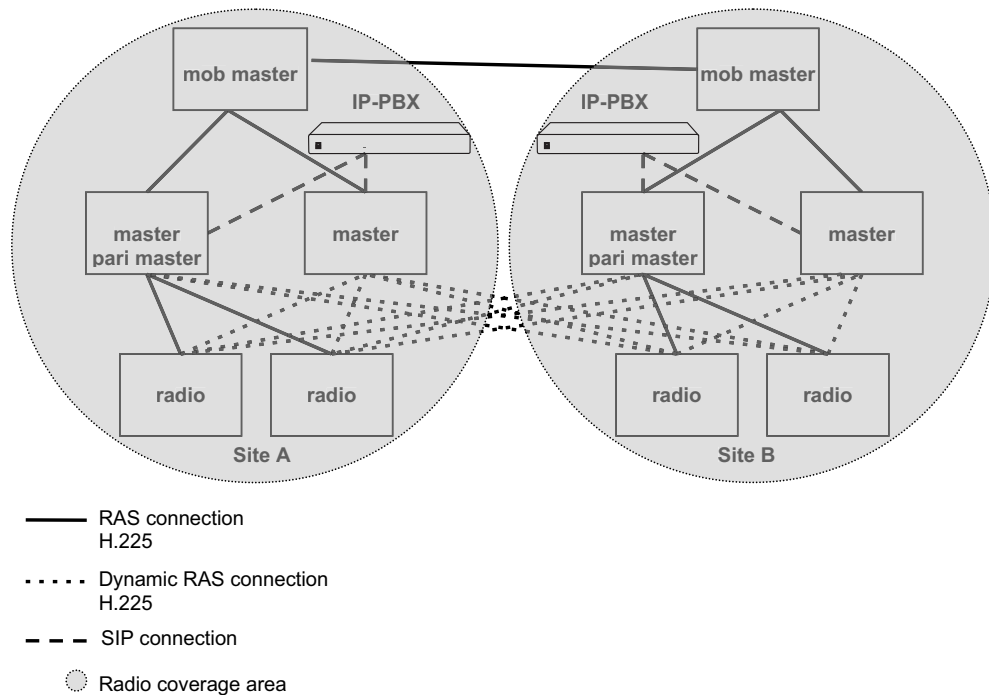 mob master
mob master
IP-PBX
IP-PBX
master
pari master
master
master
pari master
master
radio
radio
radio
radio
Site A
Site B
RAS connection
H.225
Dynamic RAS connection
H.225
SIP connection
Radio coverage area